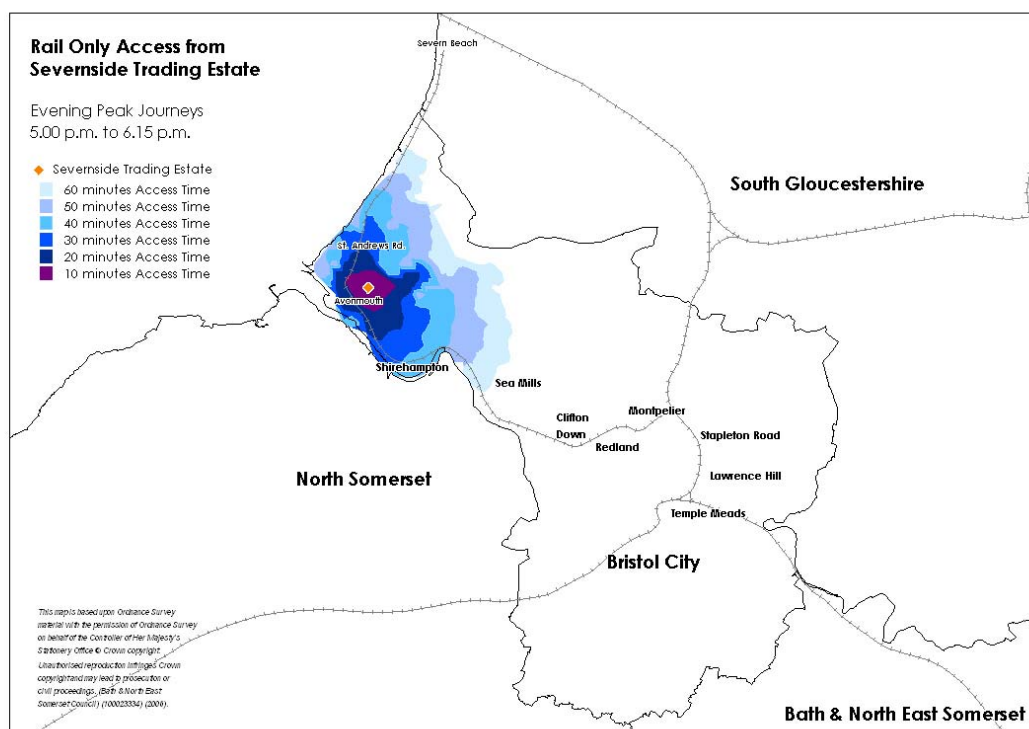 Rail Only Access from
Severnside Trading Estate
Evening Peak Journeys
5.00 p.m. to 6.15 p.m.
Severnside Trading Estate
60 minutes Access Time
50 minutes Access Time
40 minutes Access Time
30 minutes Access Time
20 minutes Access Time
10 minutes Access Time
Severn Beach
South Gloucestershire
St. Andrews Rd.
Avonmouth
Shirehampton
Sea Mills
Clifton
Down
Montpelier
Redland
Stapleton Road
Lawrence Hill
North Somerset
Temple Meads
Bristol City
Bath & North East Somerset
This map is based upon Ordnance Survey
material with the permission of Ordnance Survey
on behalf of the Controller of Her Majesty's
Stationery Office © Crown copyright.
Unauthorised reproduction infringes Crown
copyright and may lead to prosecution or
civil proceedings. (Bath & North East
Somerset Council) (100023334) (2006).